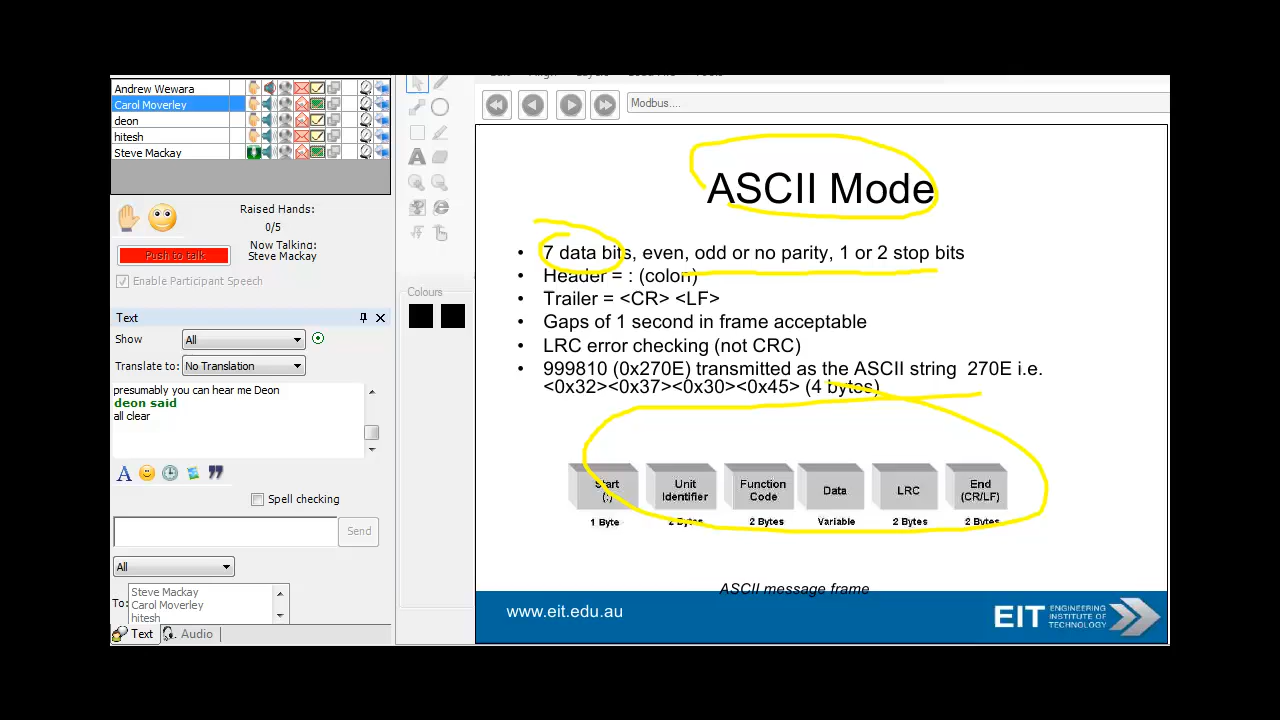 Andrew Wewara
Carol Moverley
deon
hitesh
Steve Mackay
Raised Hands:
0/5
Now Talking:
Steve Mackay
Push to talk
Enable Participent Speech
Text
Show
All
Translate to:
No Translation
presumably you can hear me Deon
deon said
all clear
Spell checking
Send
All
To:
Steve Mackay
Carol Moverley
hitesh
Text
Audio
Colours
Modbus....
ASCII Mode
• 7 data bits, even, odd or no parity, 1 or 2 stop bits
• Header = : (colon)
• Trailer = <CR> <LF>
• Gaps of 1 second in frame acceptable
• LRC error checking (not CRC)
• 999810 (0x270E) transmitted as the ASCII string 270E i.e.
<0x32><0x37><0x30><0x45> (4 bytes)
Start
(:)
1 Byte
Unit
Identifier
2 Bytes
Function
Code
2 Bytes
Data
Variable
LRC
2 Bytes
End
(CR/LF)
2 Bytes
ASCII message frame
www.eit.edu.au
EIT
ENGINEERING
INSTITUTE OF
TECHNOLOGY